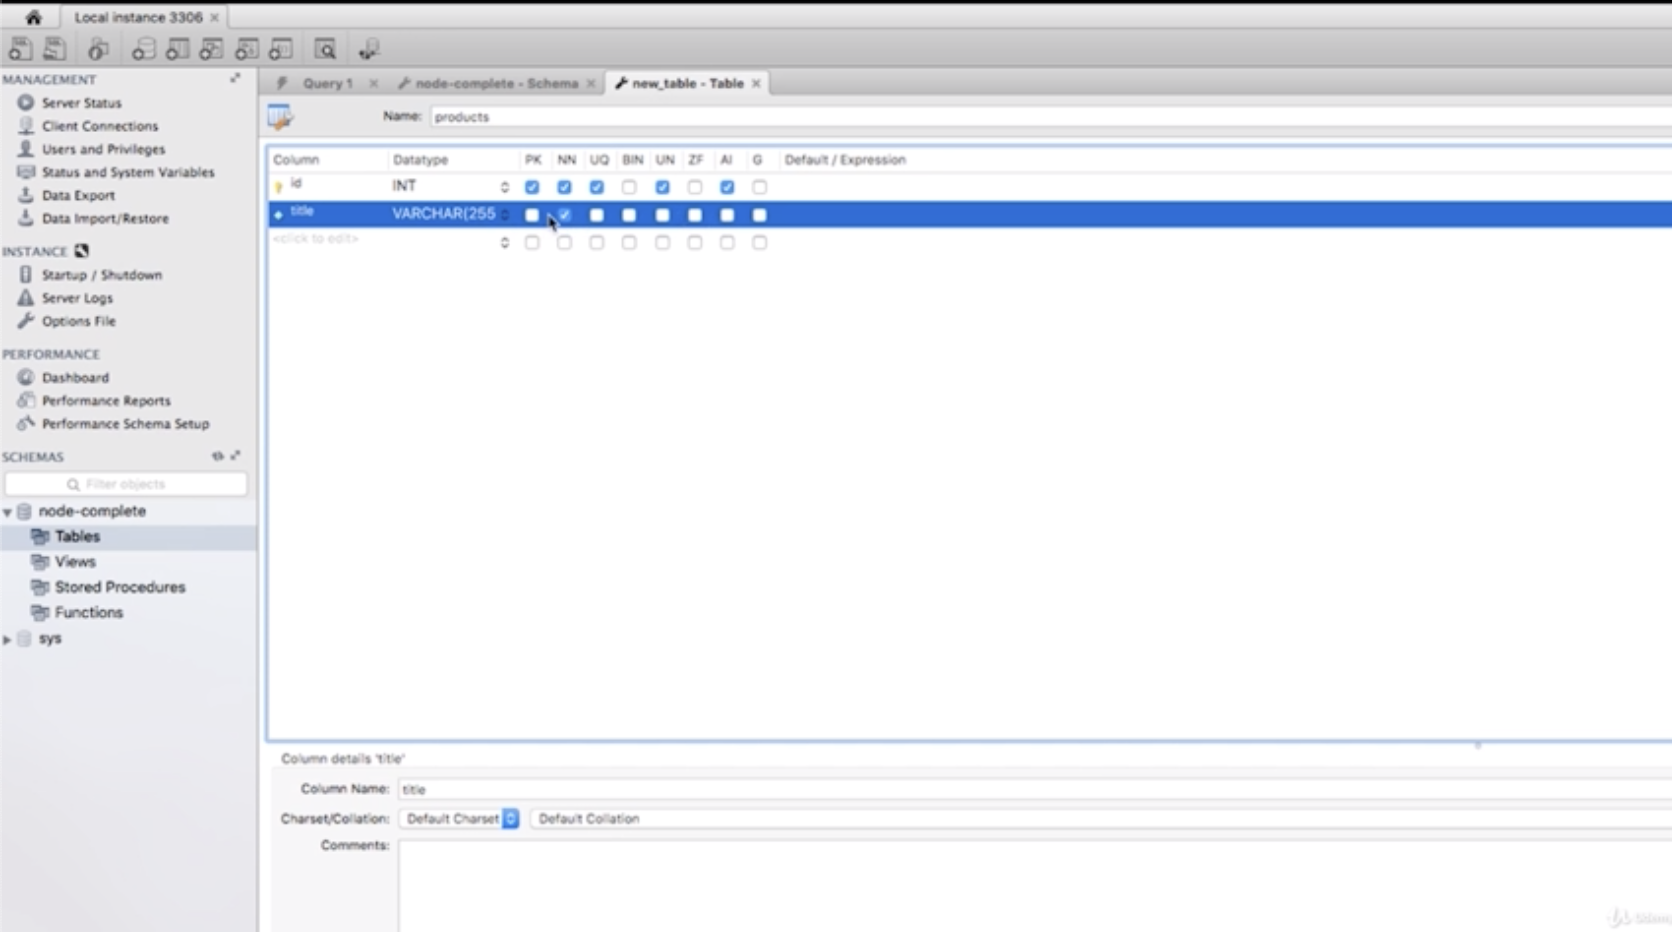 Local instance 3306
MANAGEMENT
Server Status
Client Connections
Users and Privileges
Status and System Variables
Data Export
Data Import/Restore
INSTANCE
Startup / Shutdown
Server Logs
Options File
PERFORMANCE
Dashboard
Performance Reports
Performance Schema Setup
SCHEMAS
Filter objects
node-complete
Tables
Views
Stored Procedures
Functions
sys
Query 1 node-complete - Schema new_table - Table
Name: products
Column Datatype PK NN UQ BIN UN ZF AI G Default / Expression
id INT
title VARCHAR(255
<click to edit>
Column details 'title'
Column Name: title
Charset/Collation: Default Charset Default Collation
Comments: